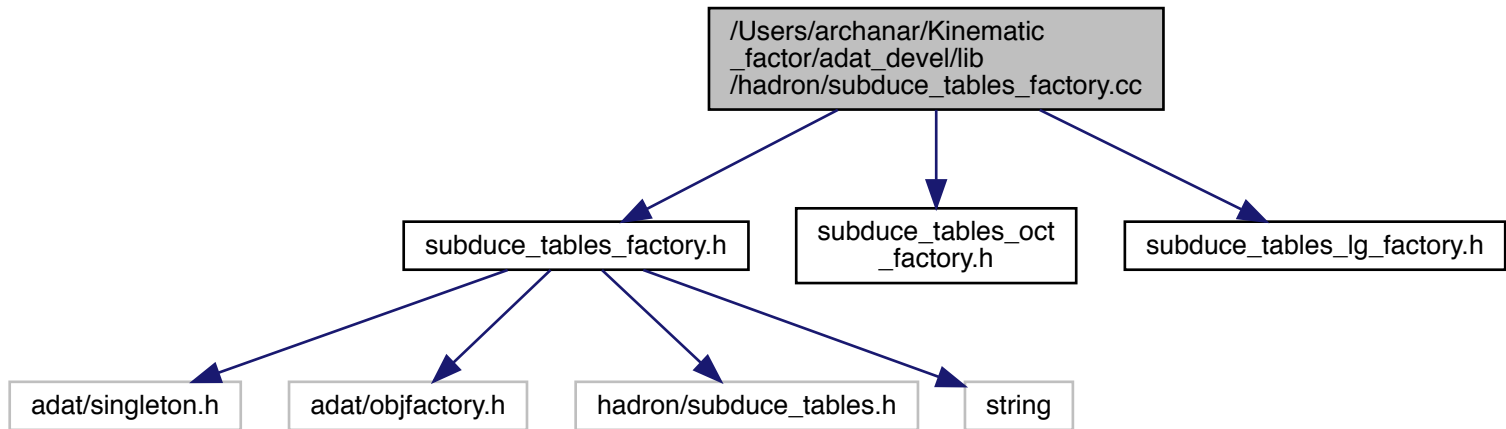 /Users/archanar/Kinematic
_factor/adat_devel/lib
/hadron/subduce_tables_factory.cc
subduce_tables_factory.h
subduce_tables_oct
_factory.h
subduce_tables_lg_factory.h
adat/singleton.h
adat/objfactory.h
hadron/subduce_tables.h
string